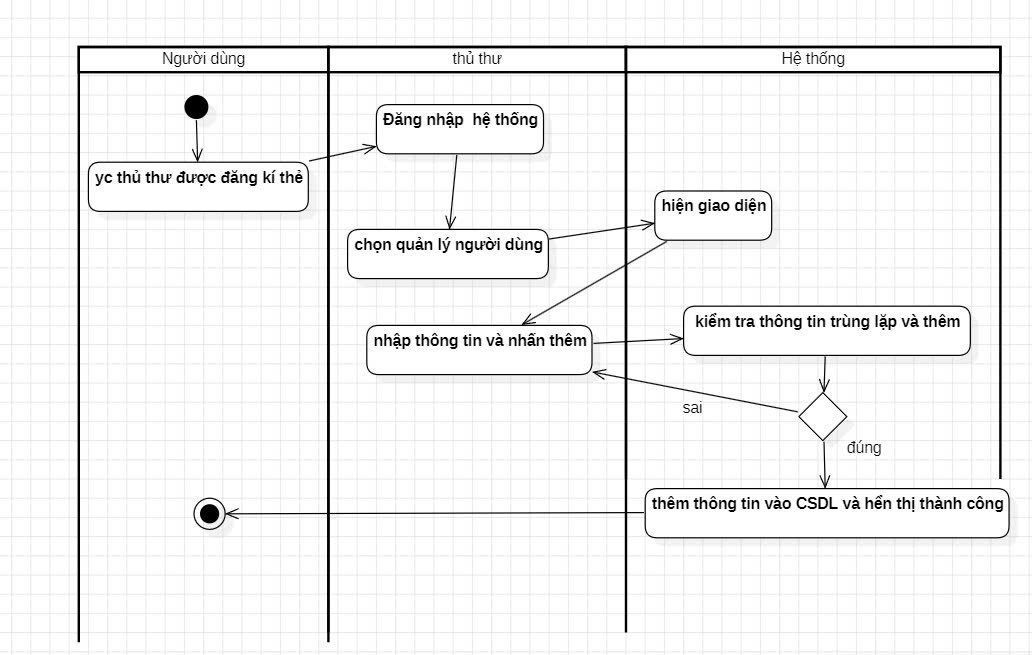 Người dùng
thủ thư
Hệ thống
Đăng nhập hệ thống
yc thủ thư được đăng kí thẻ
hiện giao diện
chọn quản lý người dùng
kiểm tra thông tin trùng lặp và thêm
nhập thông tin và nhấn thêm
sai
đúng
thêm thông tin vào CSDL và hển thị thành công